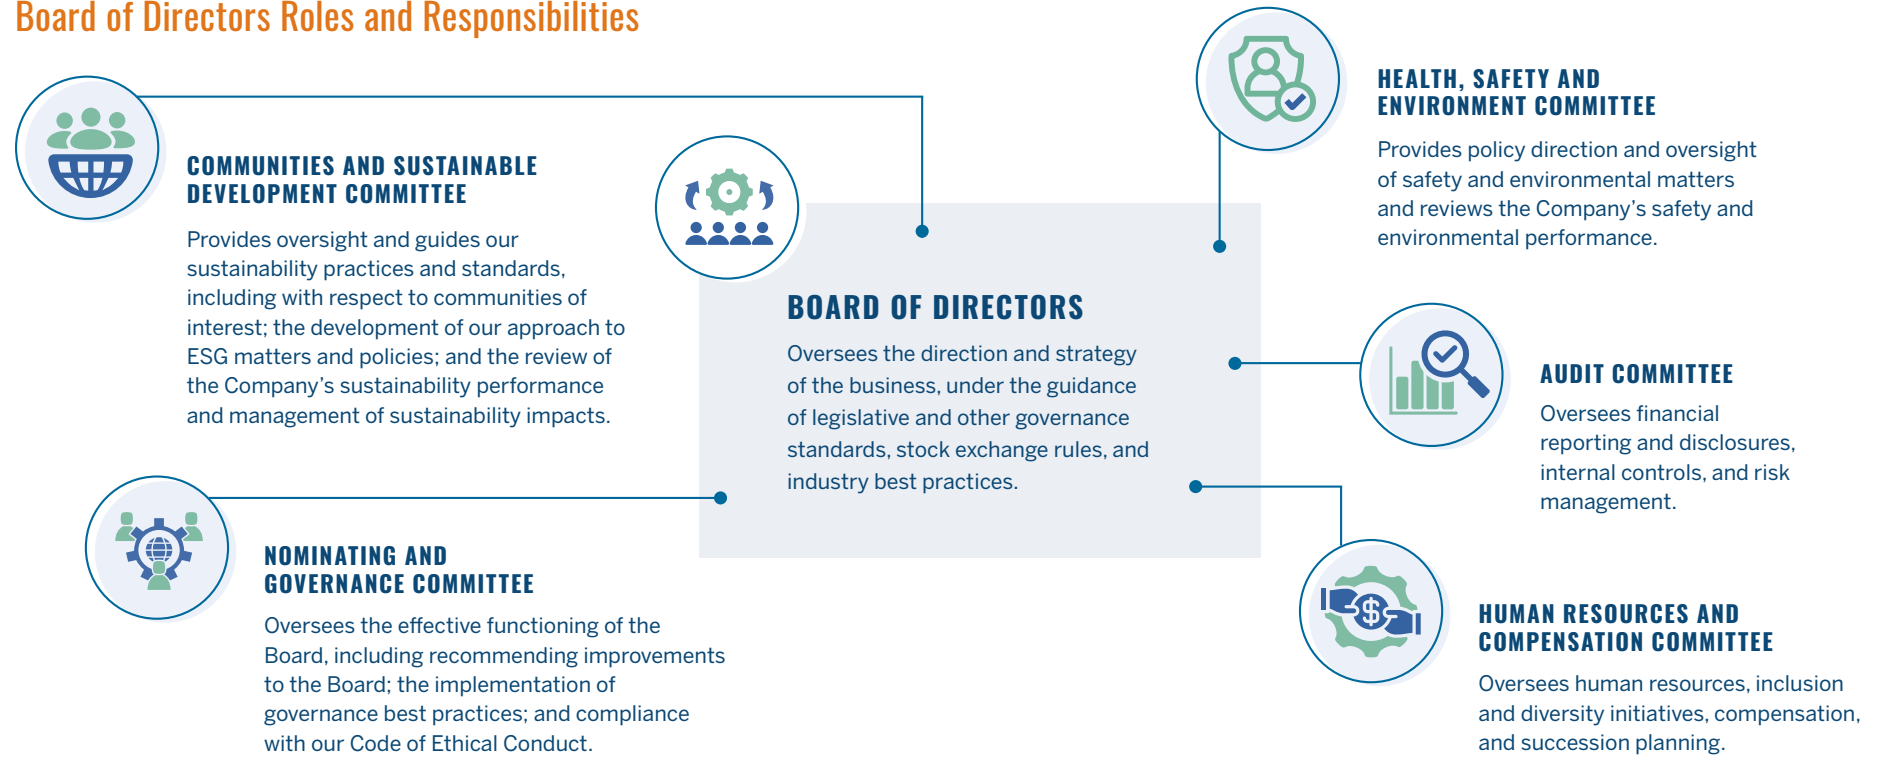 Board of Directors Roles and Responsibilities
COMMUNITIES AND SUSTAINABLE
DEVELOPMENT COMMITTEE
Provides oversight and guides our
sustainability practices and standards,
including with respect to communities of
interest; the development of our approach to
ESG matters and policies; and the review of
the Company's sustainability performance
and management of sustainability impacts.
NOMINATING AND
GOVERNANCE COMMITTEE
Oversees the effective functioning of the
Board, including recommending improvements
to the Board; the implementation of
governance best practices; and compliance
with our Code of Ethical Conduct.
BOARD OF DIRECTORS
Oversees the direction and strategy
of the business, under the guidance
of legislative and other governance
standards, stock exchange rules, and
industry best practices.
HEALTH, SAFETY AND
ENVIRONMENT COMMITTEE
Provides policy direction and oversight
of safety and environmental matters
and reviews the Company's safety and
environmental performance.
AUDIT COMMITTEE
Oversees financial
reporting and disclosures,
internal controls, and risk
management.
$
HUMAN RESOURCES AND
COMPENSATION COMMITTEE
Oversees human resources, inclusion
and diversity initiatives, compensation,
and succession planning.